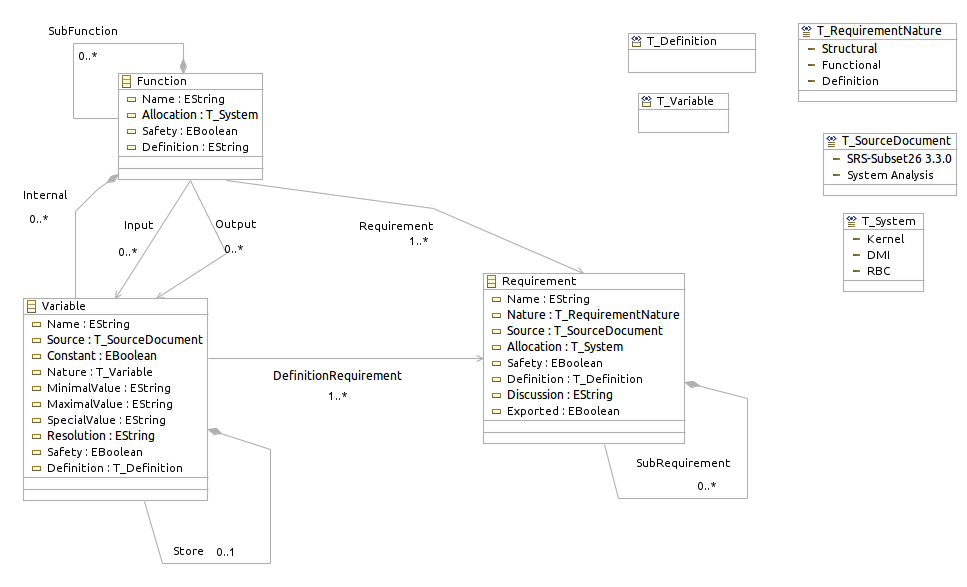 SubFunction
0..*
Function
Name : EString
Allocation : T_System
Safety : EBoolean
Definition : EString
T_Definition
T_Variable
T_RequirementNature
Structural
Functional
Definition
T_SourceDocument
SRS-Subset26 3.3.0
System Analysis
T_System
Kernel
DMI
RBC
Internal
0..*
Input
0..*
Output
0..*
Requirement
1..*
Variable
Name : EString
Source : T_SourceDocument
Constant : EBoolean
Nature : T_Variable
MinimalValue : EString
MaximalValue : EString
SpecialValue : EString
Resolution : EString
Safety : EBoolean
Definition : T_Definition
DefinitionRequirement
1..*
Requirement
Name : EString
Nature : T_RequirementNature
Source : T_SourceDocument
Allocation : T_System
Safety : EBoolean
Definition : T_Definition
Discussion : EString
Exported : EBoolean
SubRequirement
0..*
Store 0..1